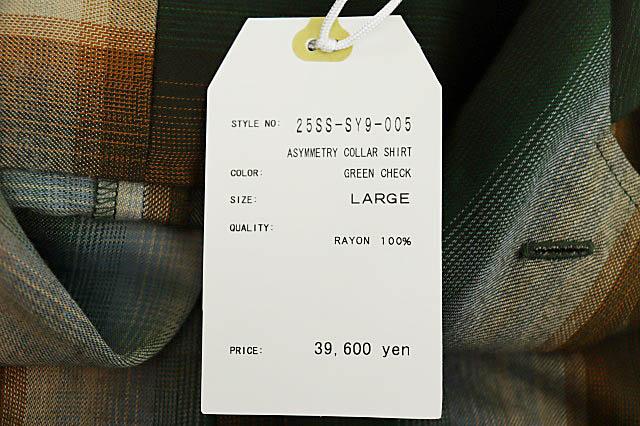 STYLE NO: 25SS-SY9-005
ASYMMETRY COLLAR SHIRT
COLOR: GREEN CHECK
SIZE: LARGE
QUALITY:
RAYON 100%
PRICE: 39,600 yen